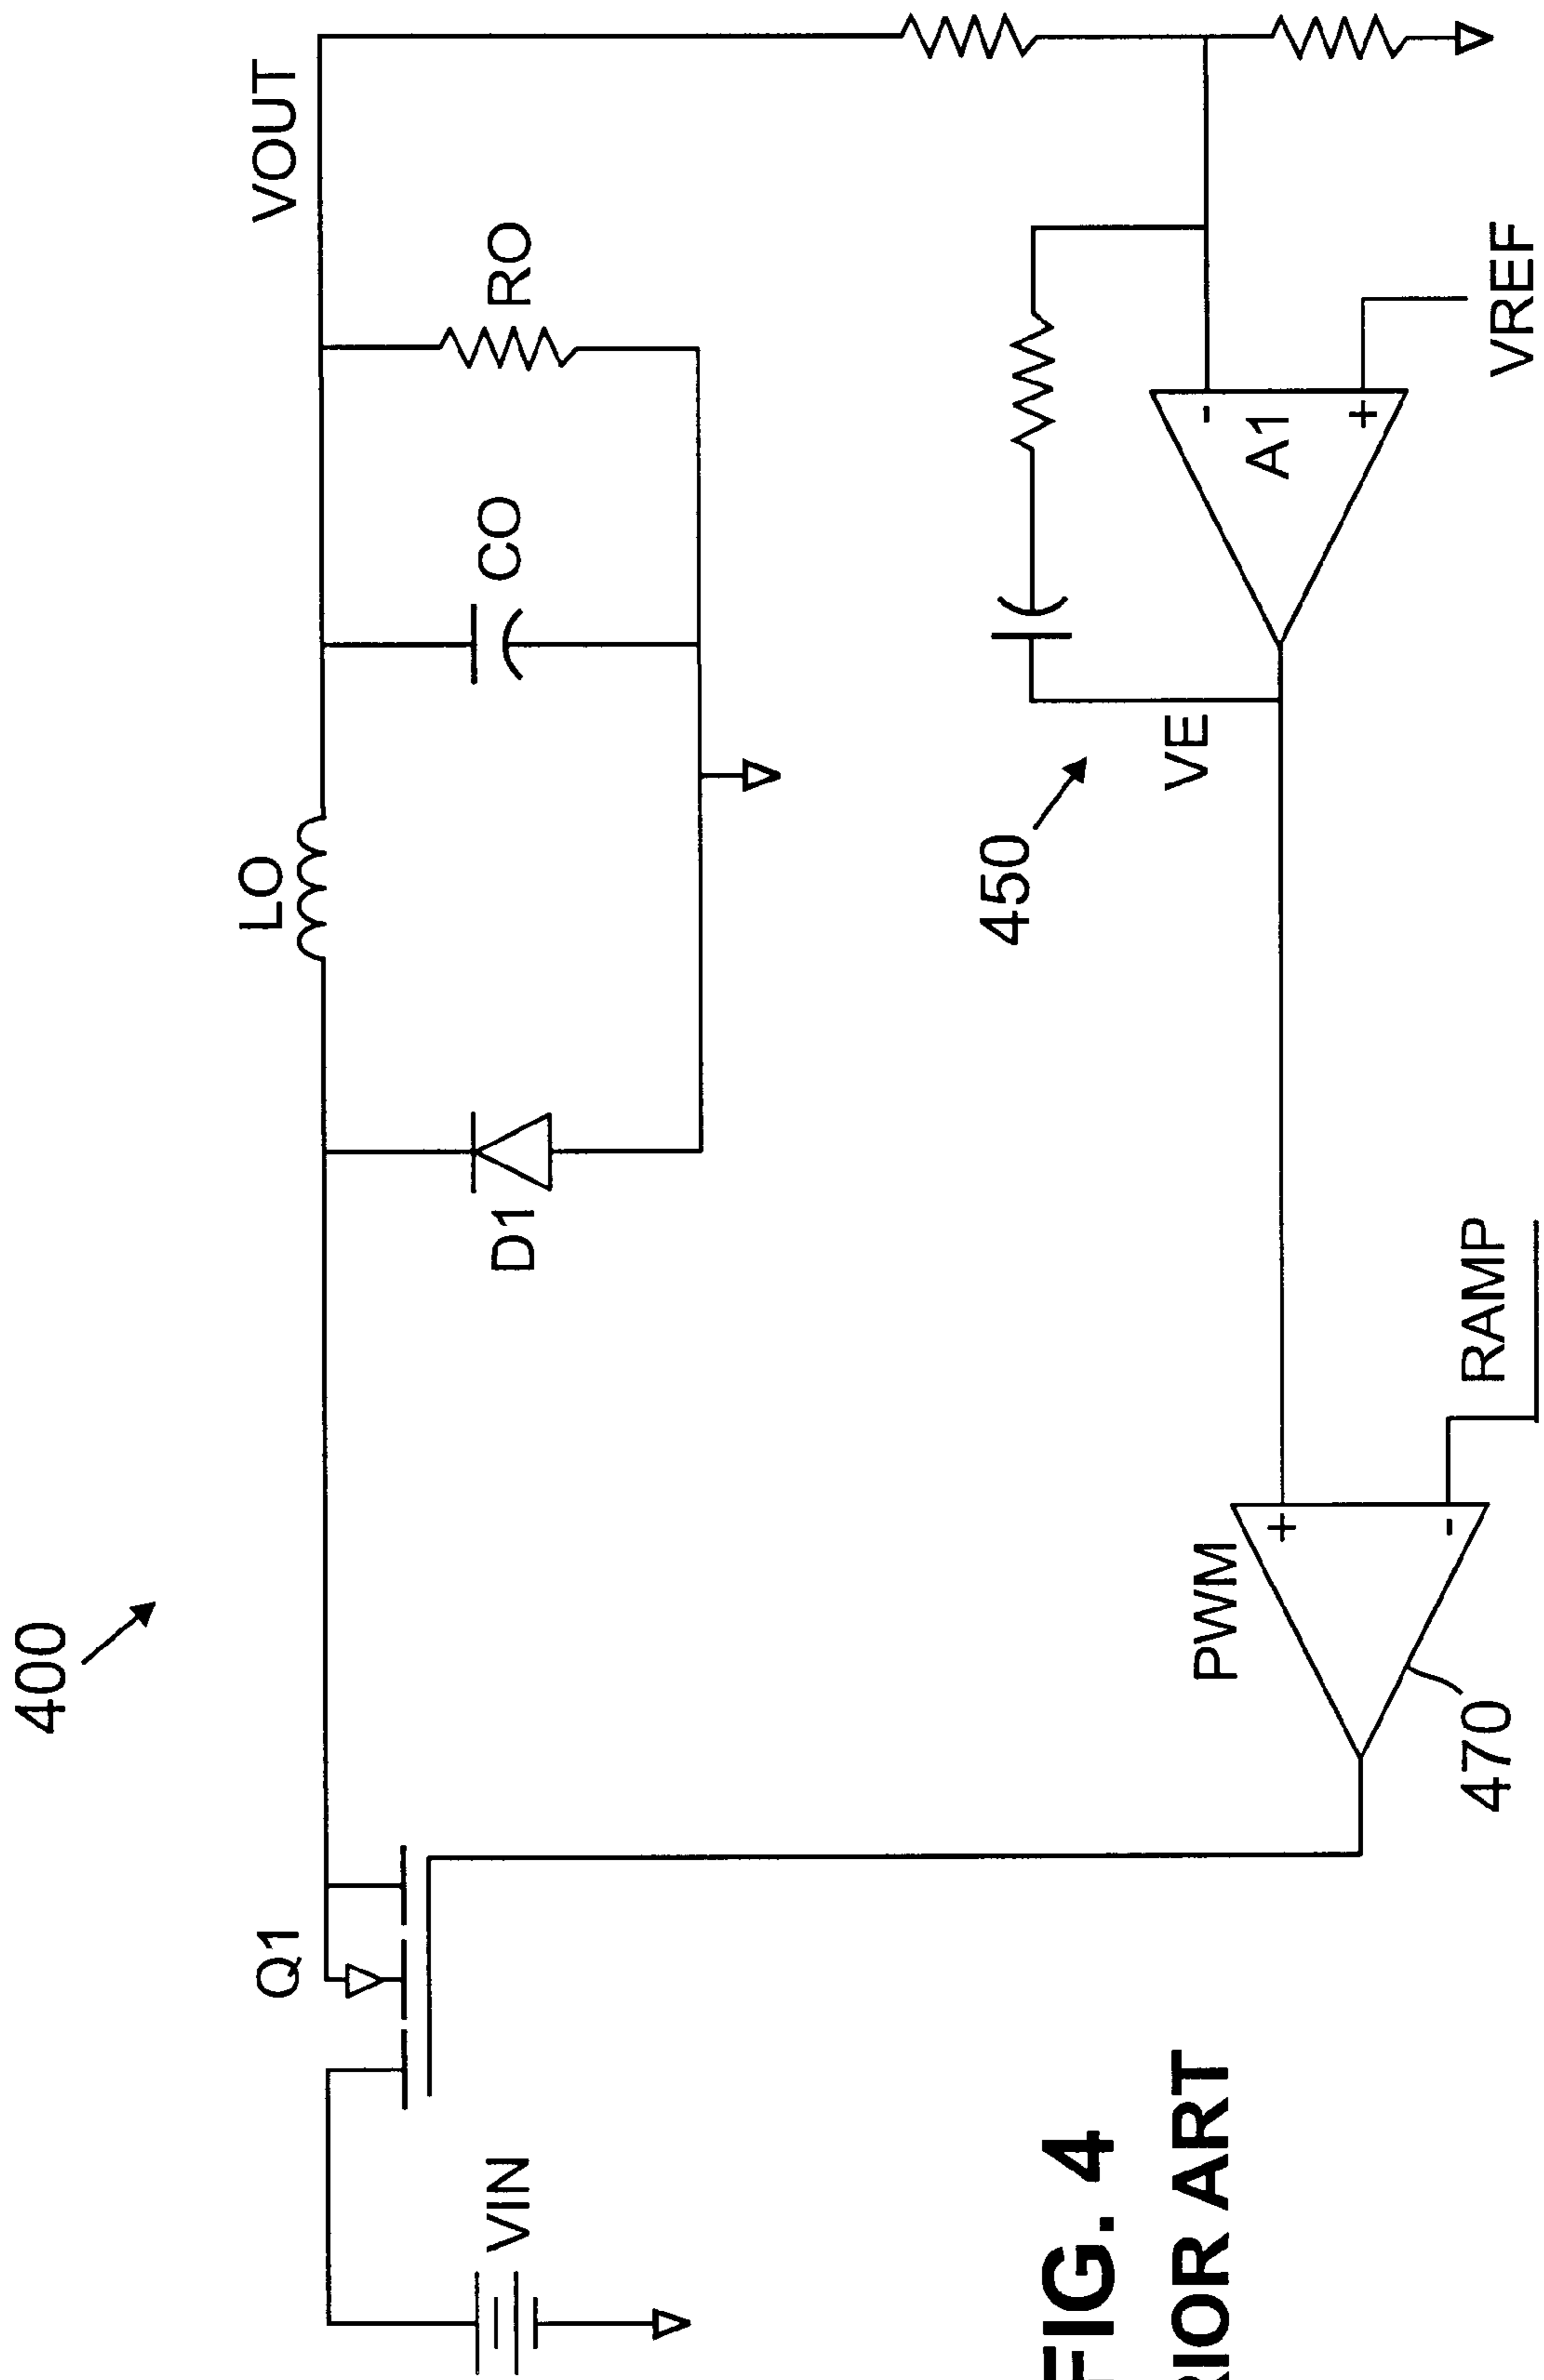 400
Q1
LO
VOUT
VIN
D1
CO
RO
450
VE
-
A1
+
VREF
PWM
+
-
RAMP
470
FIG. 4
RIOR ART